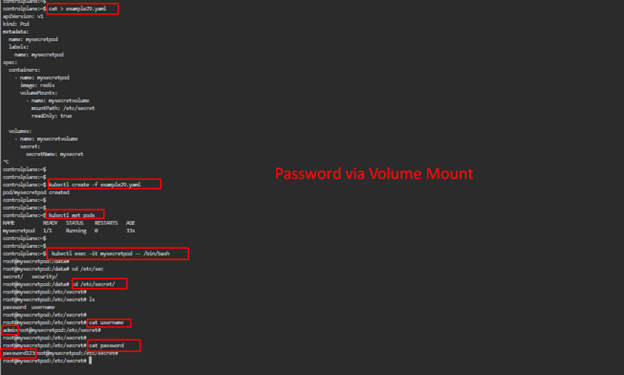 controlplane:~$
controlplane:~$ cat > example29.yaml
apiVersion: v1
kind: Pod
metadata:
  name: mysecretpod
  labels:
    name: mysecretpod
spec:
  containers:
    - name: mysecretpod
      image: redis
      volumeMounts:
        - name: mysecretvolume
          mountPath: /etc/secret
          readOnly: true
  volumes:
    - name: mysecretvolume
      secret:
        secretName: mysecret
^C
controlplane:~$
controlplane:~$
controlplane:~$ kubectl create -f example29.yaml
pod/mysecretpod created
controlplane:~$
controlplane:~$
controlplane:~$ kubectl get pods
NAME READY STATUS RESTARTS AGE
mysecretpod 1/1 Running 0 33s
controlplane:~$
controlplane:~$
controlplane:~$ kubectl exec -it mysecretpod -- /bin/bash
root@mysecretpod:/data#
root@mysecretpod:/data# cd /etc/sec
secret/ security/
root@mysecretpod:/data# cd /etc/secret/
root@mysecretpod:/etc/secret#
root@mysecretpod:/etc/secret# ls
password username
root@mysecretpod:/etc/secret#
root@mysecretpod:/etc/secret# cat username
adminroot@mysecretpod:/etc/secret#
root@mysecretpod:/etc/secret#
root@mysecretpod:/etc/secret# cat password
password123root@mysecretpod:/etc/secret#
root@mysecretpod:/etc/secret#
Password via Volume Mount